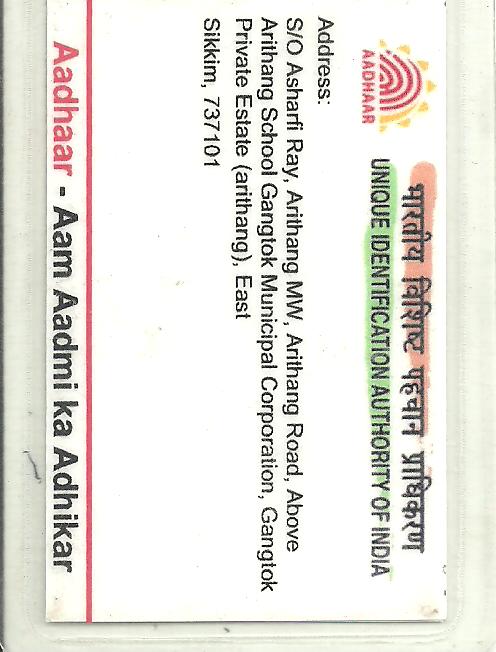 भारतीय विशिष्ट पहचान प्राधिकरण
UNIQUE IDENTIFICATION AUTHORITY OF INDIA
AADHAAR
Address:
S/O Asharfi Ray, Arithang MW, Arithang Road, Above
Arithang School Gangtok Municipal Corporation, Gangtok
Private Estate (arithang), East
Sikkim, 737101
Aadhaar - Aam Aadmi ka Adhikar